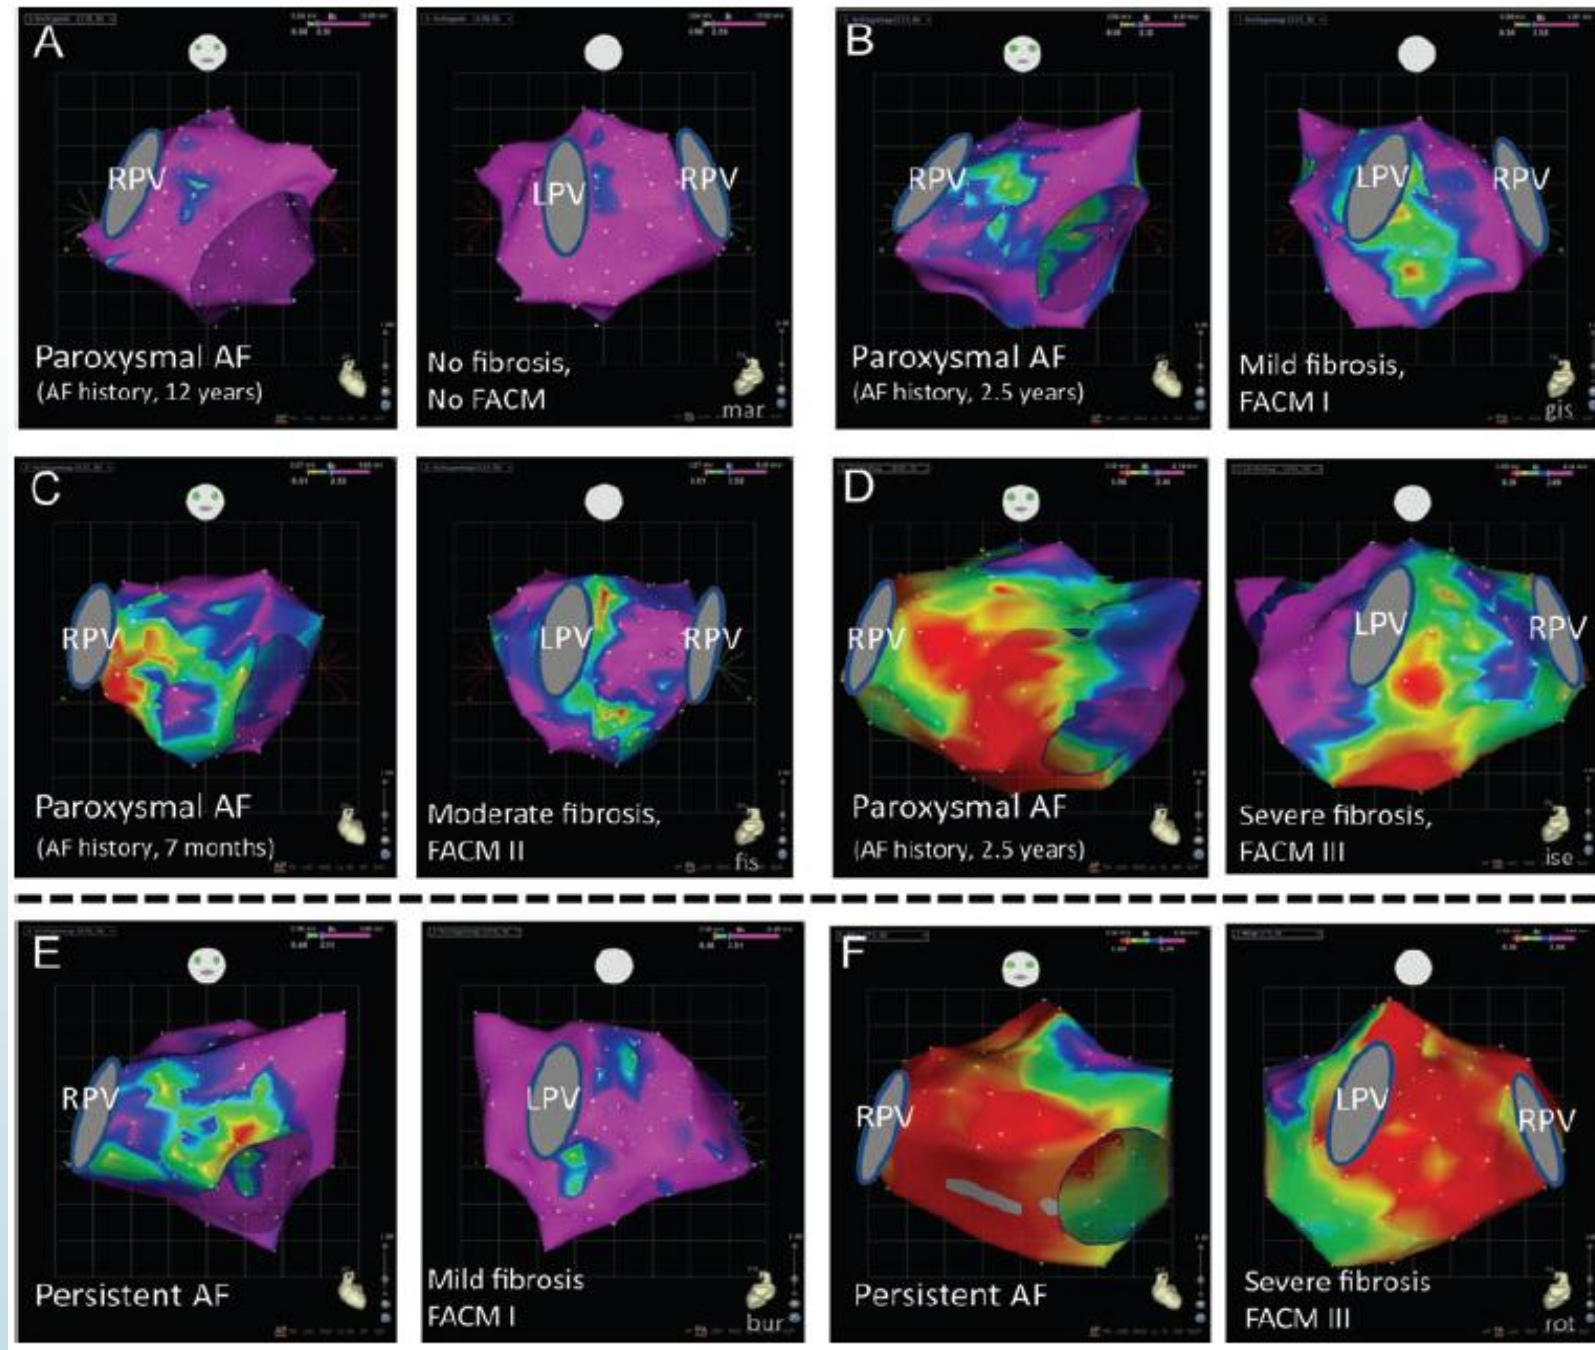 A
RPV
Paroxysmal AF
(AF history, 12 years)
LPV
RPV
No fibrosis,
No FACM
mar
B
RPV
Paroxysmal AF
(AF history, 2.5 years)
LPV
RPV
Mild fibrosis,
FACM I
gis
C
RPV
Paroxysmal AF
(AF history, 7 months)
LPV
RPV
Moderate fibrosis,
FACM II
fis
D
RPV
Paroxysmal AF
(AF history, 2.5 years)
LPV
RPV
Severe fibrosis,
FACM III
ise
E
RPV
Persistent AF
LPV
Mild fibrosis
FACM I
bur
F
RPV
Persistent AF
LPV
RPV
Severe fibrosis
FACM III
rot